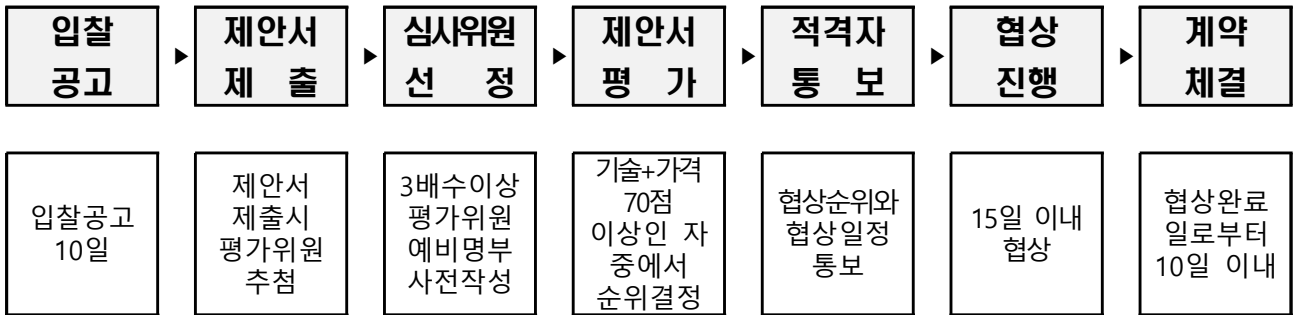 입찰
공고
▶
제안서
제 출
▶
심사위원
선 정
▶
제안서
평 가
▶
적격자
통 보
▶
협상
진행
▶
계약
체결
입찰공고
10일
제안서
제출시
평가위원
추첨
3배수이상
평가위원
예비명부
사전작성
기술+가격
70점
이상인 자
중에서
순위결정
협상순위와
협상일정
통보
15일 이내
협상
협상완료
일로부터
10일 이내